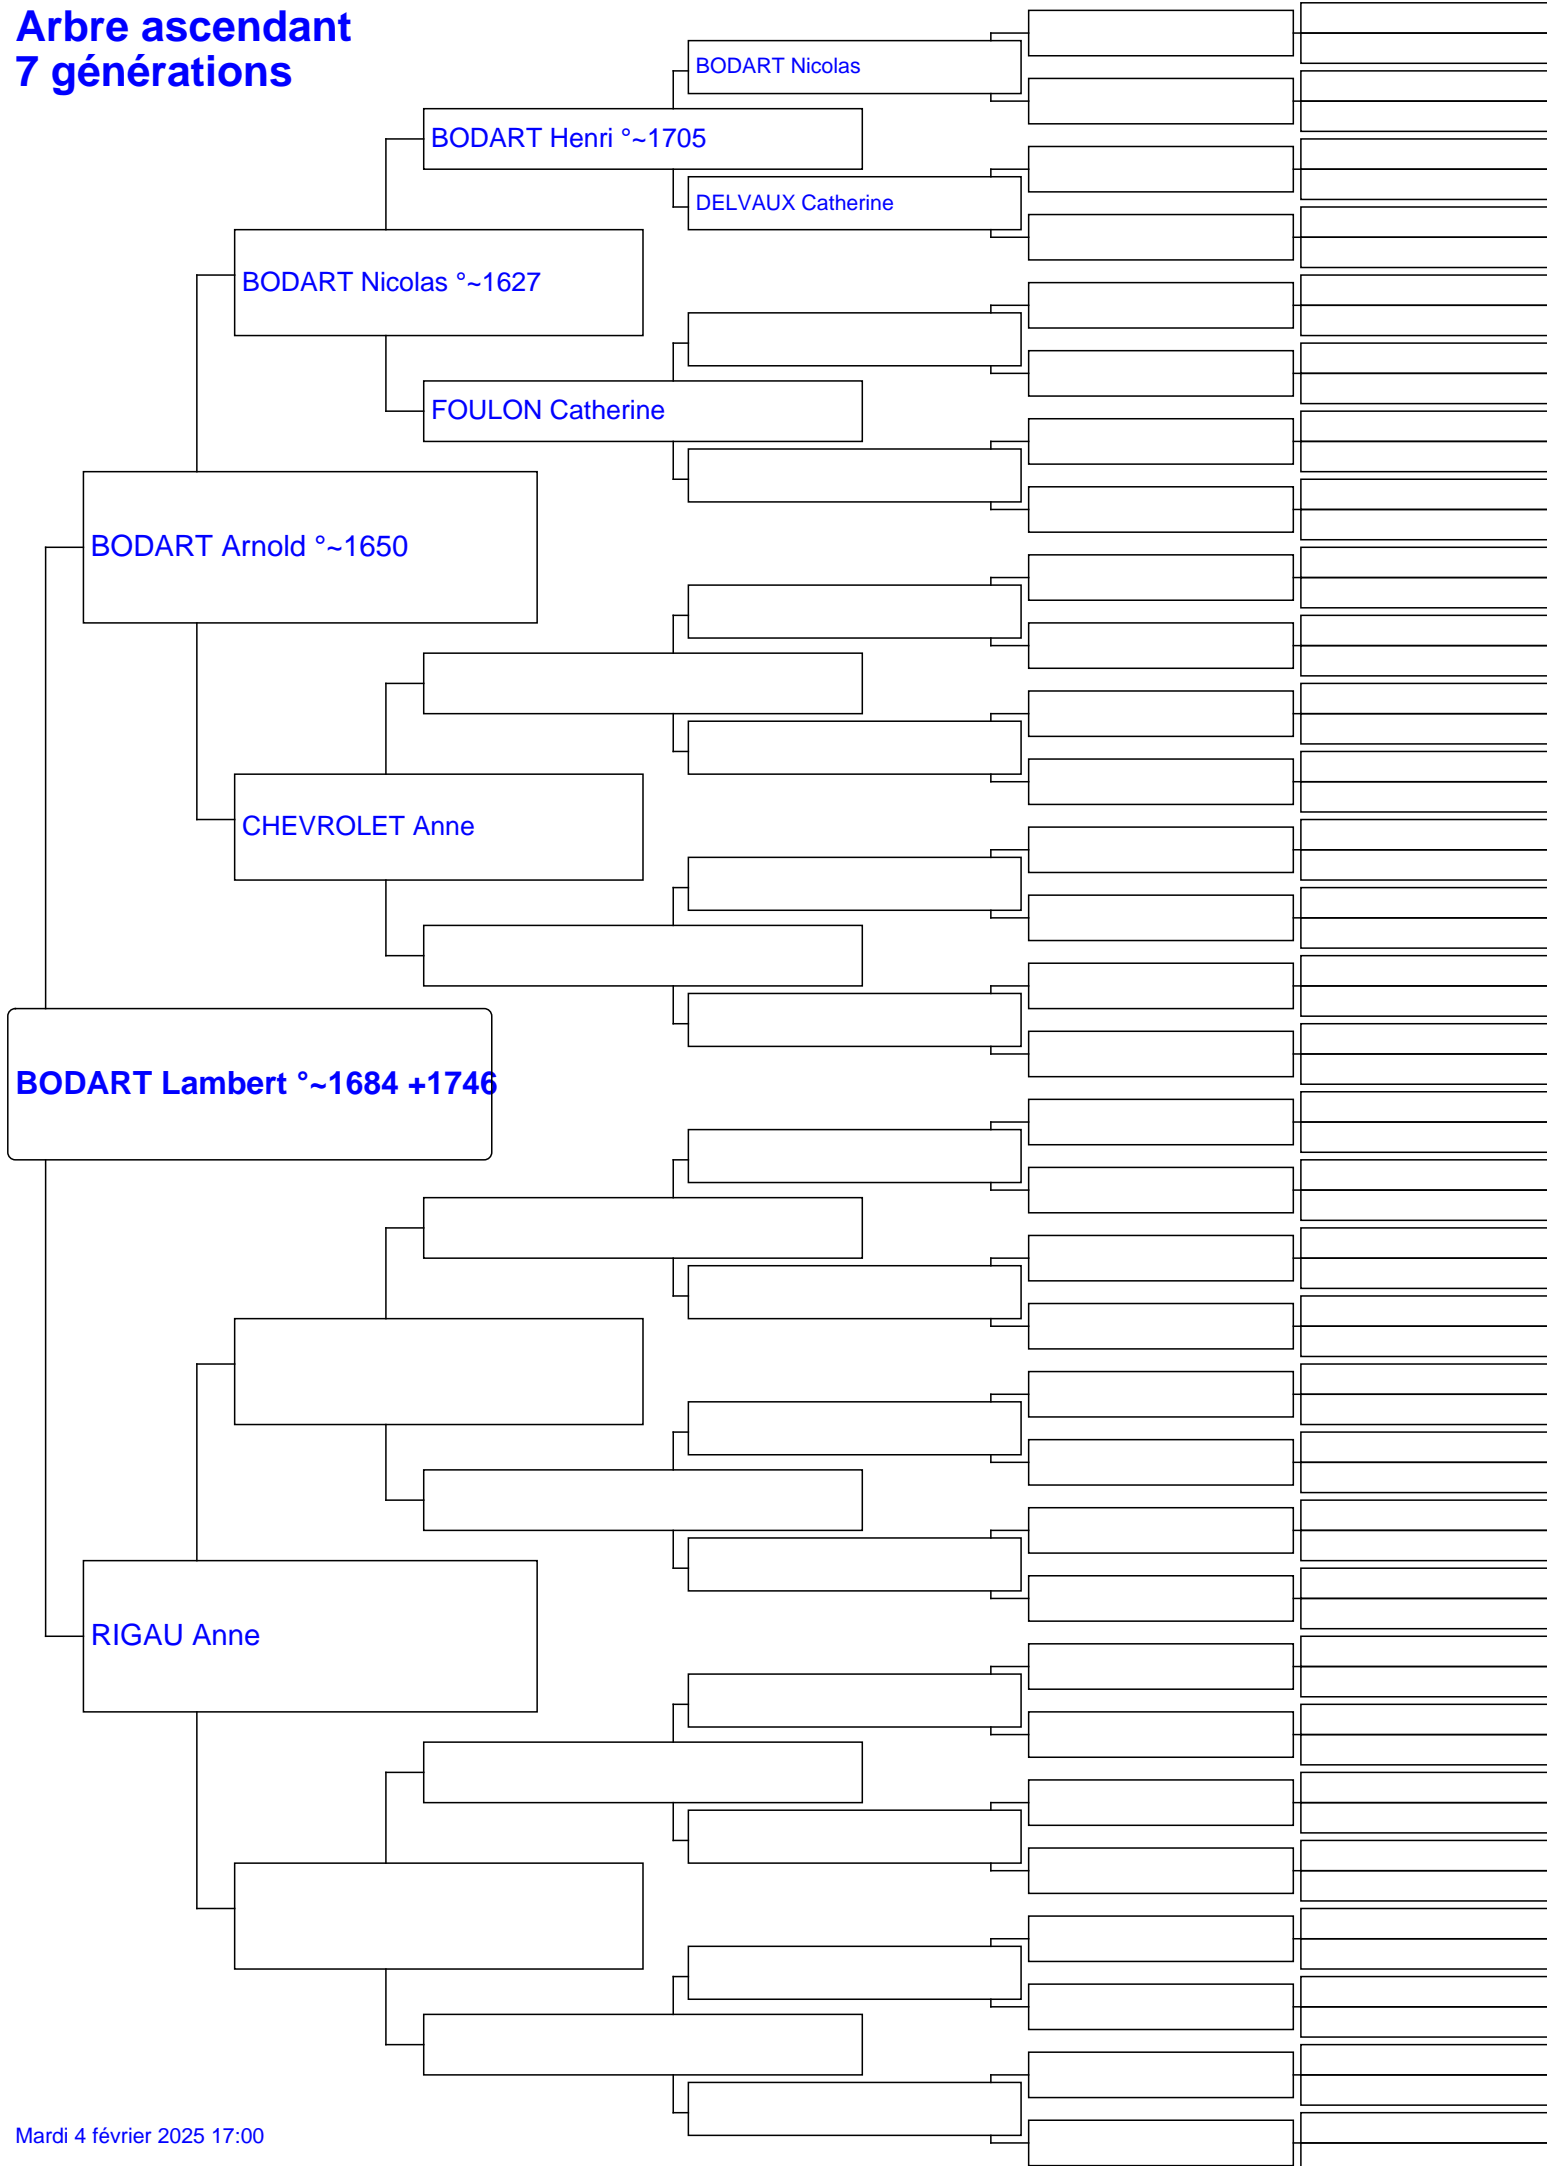 Arbre ascendant
7 générations
BODART Nicolas
BODART Henri °~1705
DELVAUX Catherine
BODART Nicolas °~1627
FOULON Catherine
BODART Arnold °~1650
CHEVROLET Anne
BODART Lambert °~1684 +1746
RIGAU Anne
Mardi 4 février 2025 17:00